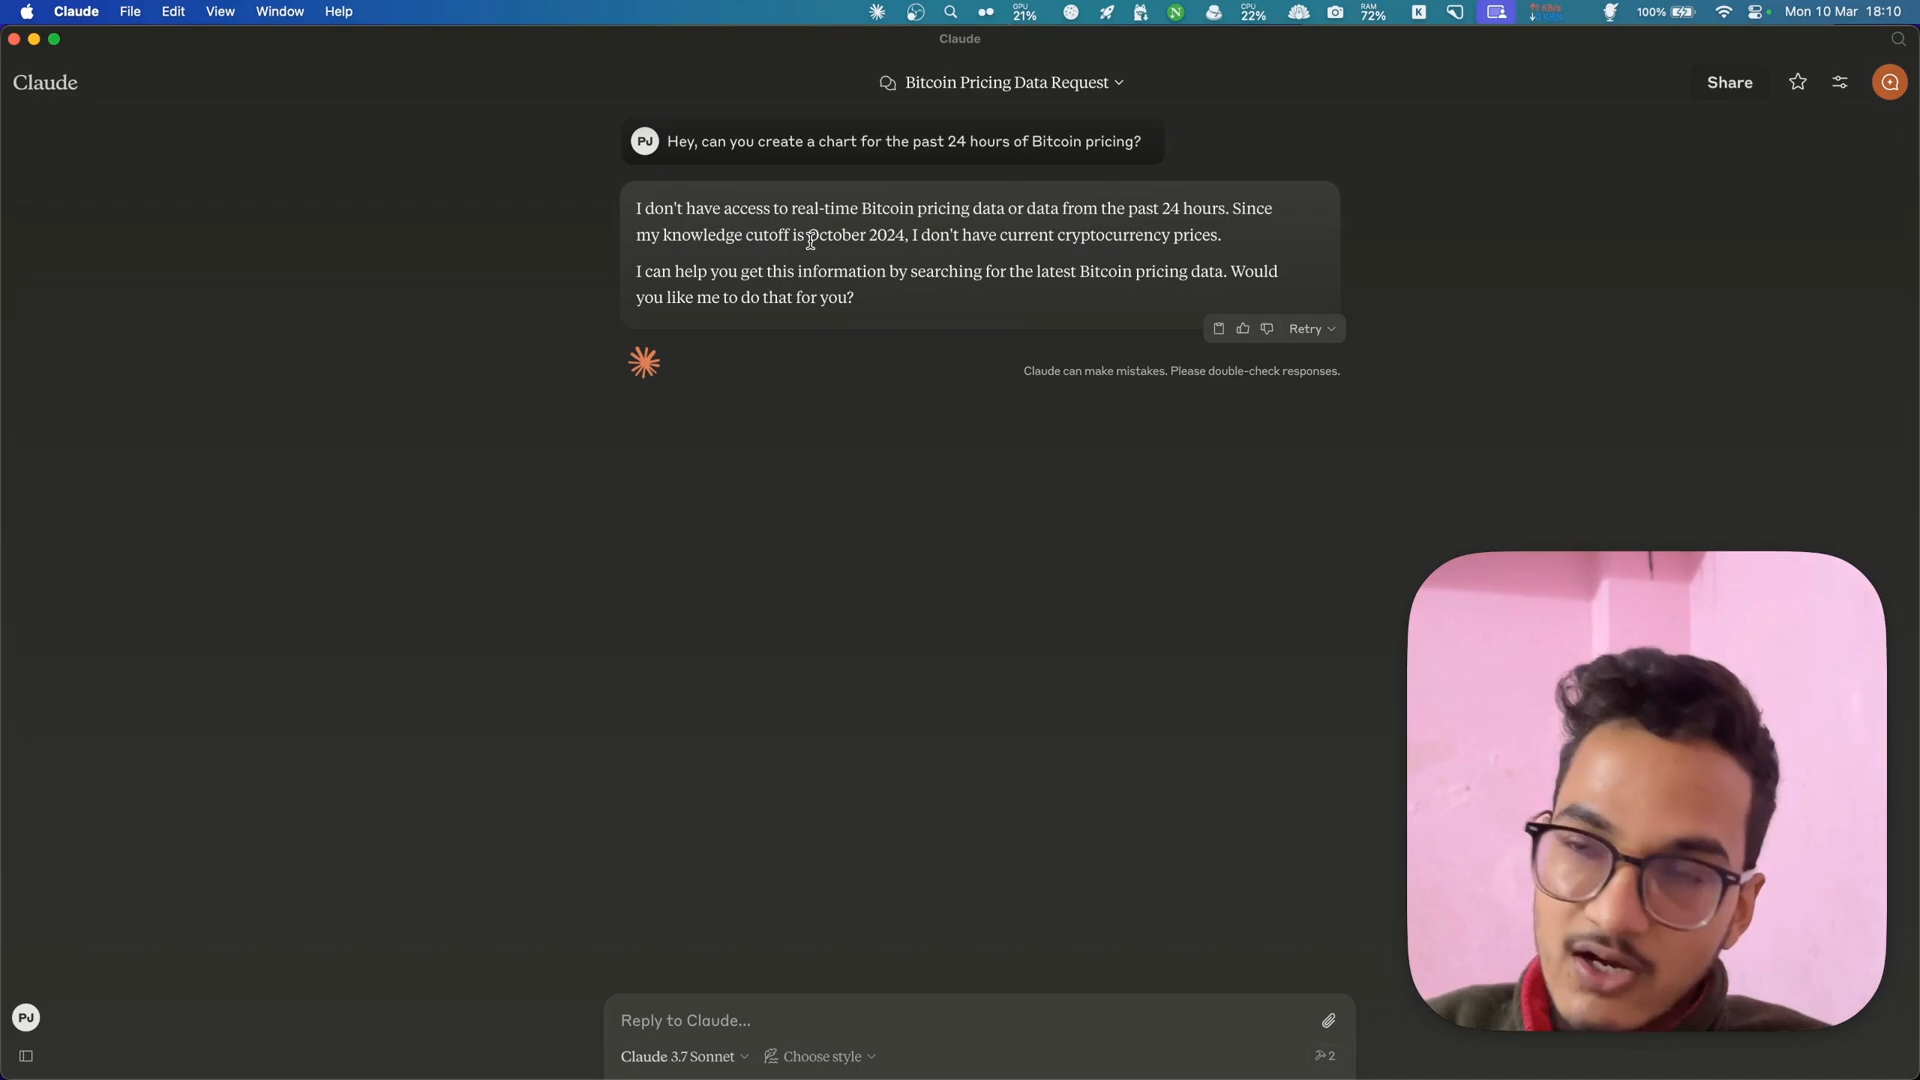 Claude File Edit View Window Help GPU 21% CPU 22% RAM 72% K N 100% Mon 10 Mar 18:10
Claude
Claude Bitcoin Pricing Data Request Share
PJ Hey, can you create a chart for the past 24 hours of Bitcoin pricing?
I don't have access to real-time Bitcoin pricing data or data from the past 24 hours. Since
my knowledge cutoff is October 2024, I don't have current cryptocurrency prices.
I can help you get this information by searching for the latest Bitcoin pricing data. Would
you like me to do that for you?
Retry
Claude can make mistakes. Please double-check responses.
PJ
Reply to Claude...
Claude 3.7 Sonnet Choose style 2